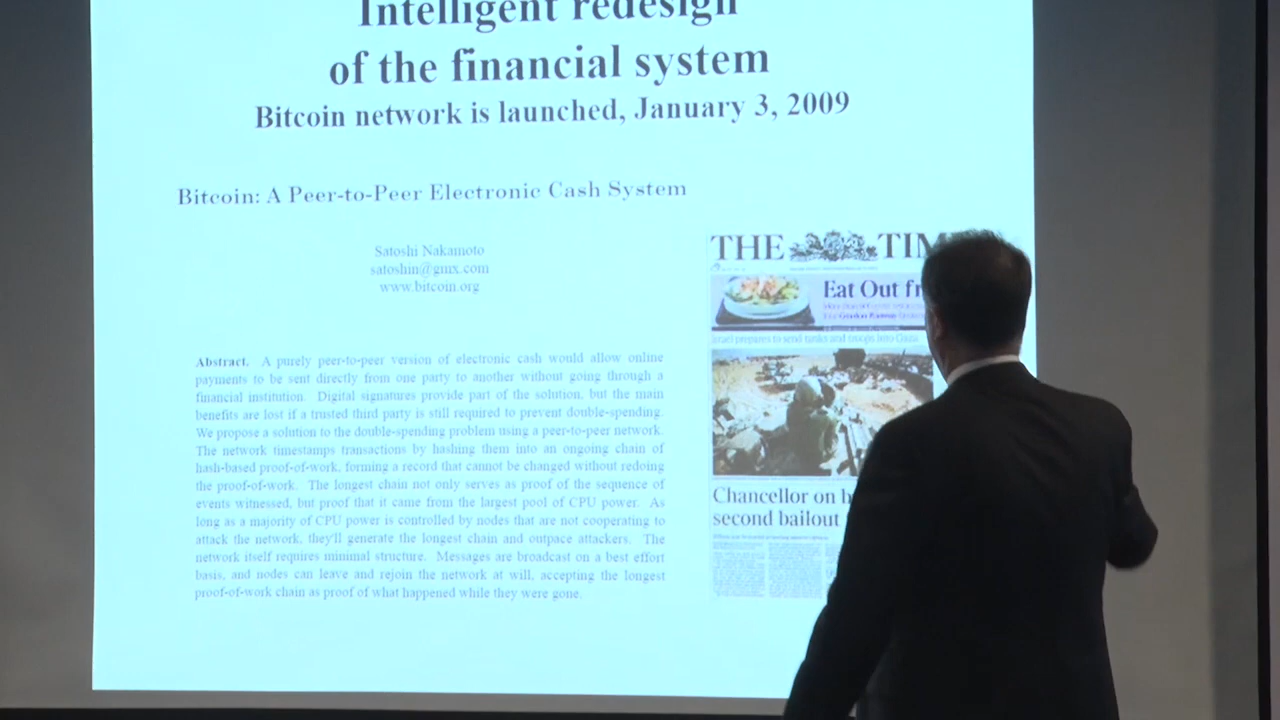 Intelligent redesign
of the financial system
Bitcoin network is launched, January 3, 2009
Bitcoin: A Peer-to-Peer Electronic Cash System
Satoshi Nakamoto
satoshin@gmx.com
www.bitcoin.org
Abstract. A purely peer-to-peer version of electronic cash would allow online
payments to be sent directly from one party to another without going through a
financial institution. Digital signatures provide part of the solution, but the main
benefits are lost if a trusted third party is still required to prevent double-spending.
We propose a solution to the double-spending problem using a peer-to-peer network.
The network timestamps transactions by hashing them into an ongoing chain of
hash-based proof-of-work, forming a record that cannot be changed without redoing
the proof-of-work. The longest chain not only serves as proof of the sequence of
events witnessed, but proof that it came from the largest pool of CPU power. As
long as a majority of CPU power is controlled by nodes that are not cooperating to
attack the network, they'll generate the longest chain and outpace attackers. The
network itself requires minimal structure. Messages are broadcast on a best effort
basis, and nodes can leave and rejoin the network at will, accepting the longest
proof-of-work chain as proof of what happened while they were gone.
THE TIM
Eat Out fr
Israel prepares to send tanks and troops into Gaza
Chancellor on b
second bailout